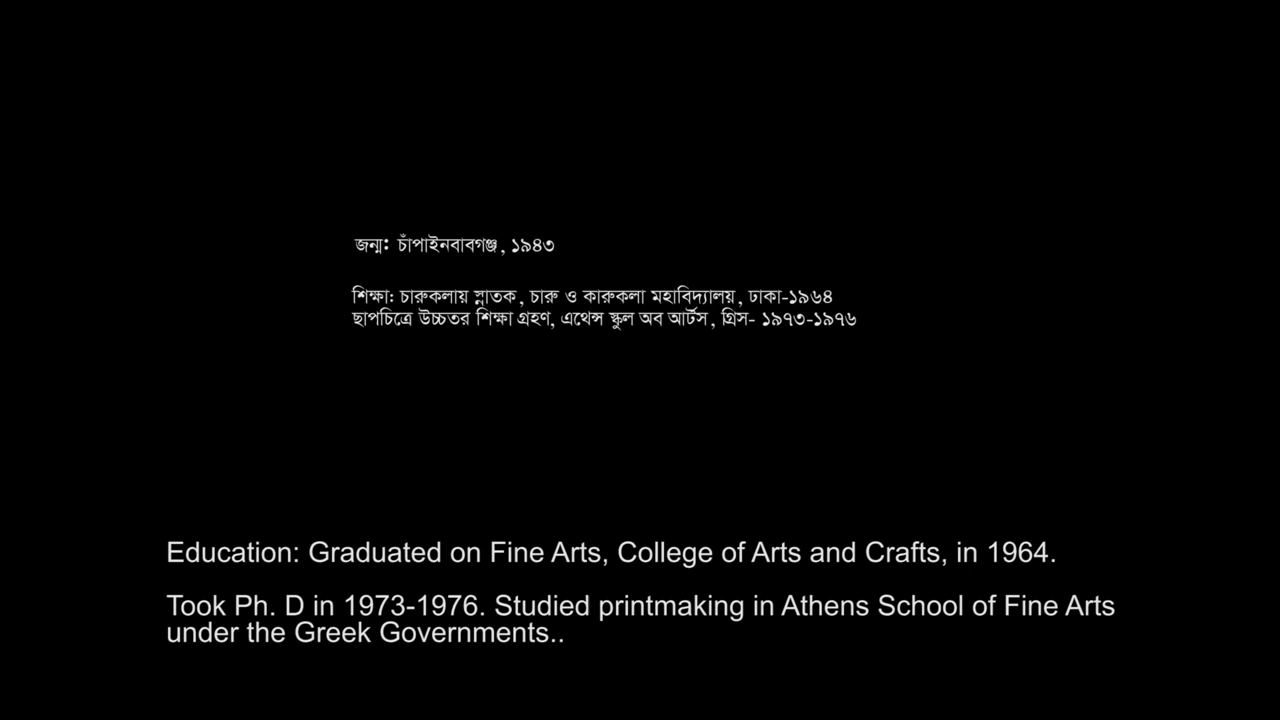 জন্ম: চাঁপাইনবাবগঞ্জ, ১৯৪৩
শিক্ষা: চারুকলায় স্নাতক, চারু ও কারুকলা মহাবিদ্যালয়, ঢাকা-১৯৬৪
ছাপচিত্রে উচ্চতর শিক্ষা গ্রহণ, এথেন্স স্কুল অব আর্টস, গ্রিস- ১৯৭৩-১৯৭৬
Education: Graduated on Fine Arts, College of Arts and Crafts, in 1964.
Took Ph. D in 1973-1976. Studied printmaking in Athens School of Fine Arts
under the Greek Governments..